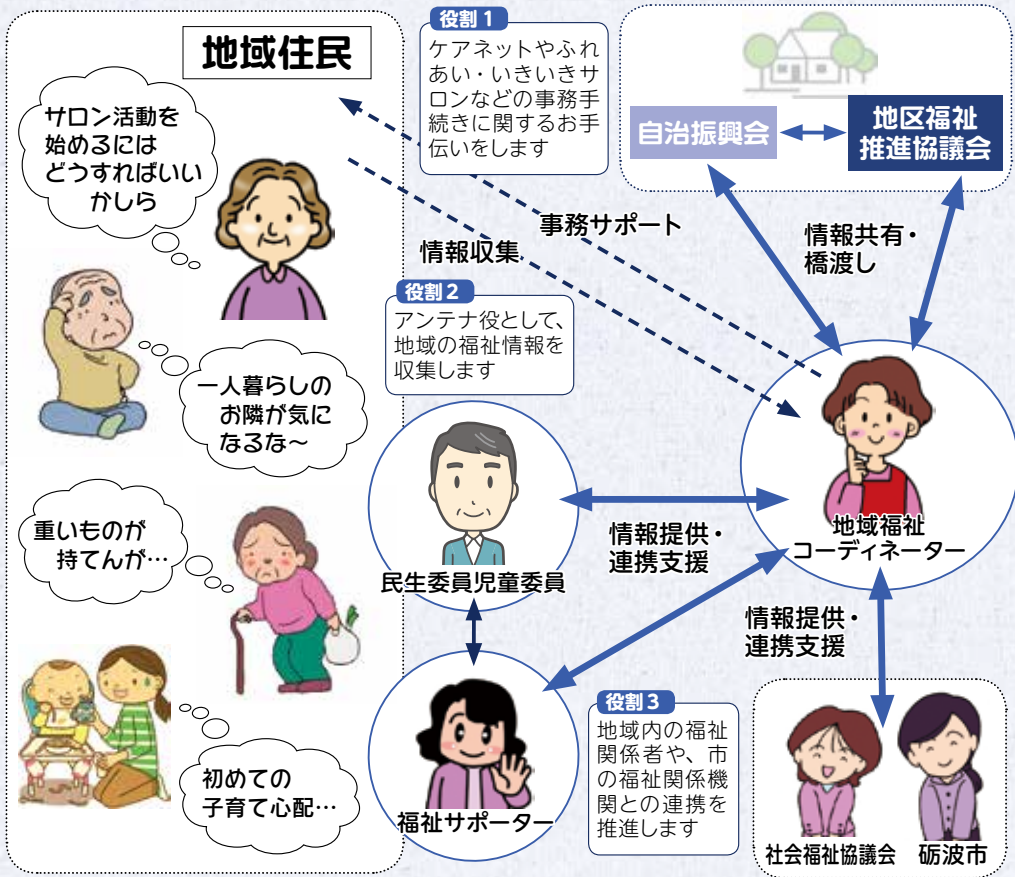 地域住民
サロン活動を
始めるには
どうすればいい
かしら
一人暮らしの
お隣が気に
なるな〜
重いものが
持てんが…
初めての
子育て心配…
役割1
ケアネットやふれ
あい・いきいきサ
ロンなどの事務手
続きに関するお手
伝いをします
事務サポート
情報収集
役割2
アンテナ役として、
地域の福祉情報を
収集します
自治振興会
地区福祉
推進協議会
情報共有・
橋渡し
地域福祉
コーディネーター
民生委員児童委員
情報提供・
連携支援
福祉サポーター
情報提供・
連携支援
役割3
地域内の福祉
関係者や、市
の福祉関係機
関との連携を
推進します
社会福祉協議会
砺波市